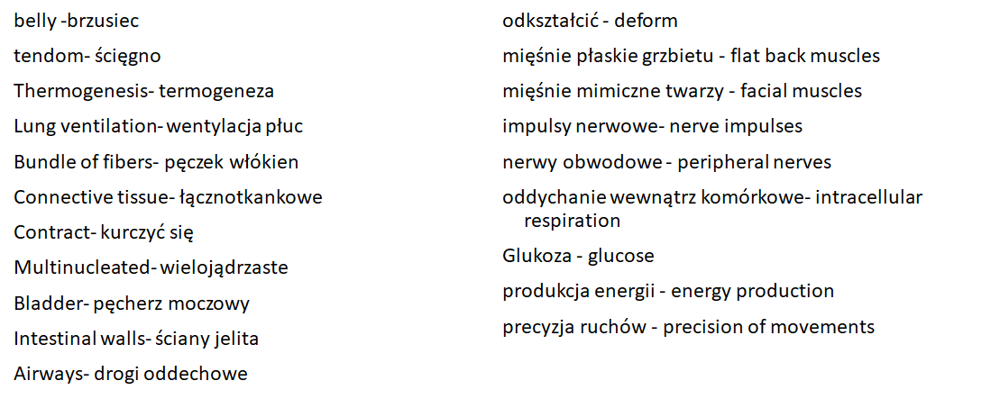 belly -brzusiec
tendom- ścięgno
Thermogenesis- termogeneza
Lung ventilation- wentylacja płuc
Bundle of fibers- pęczek włókien
Connective tissue- łącznotkankowe
Contract- kurczyć się
Multinucleated- wielojądrzaste
Bladder- pęcherz moczowy
Intestinal walls- ściany jelita
Airways- drogi oddechowe
odkształcić - deform
mięśnie płaskie grzbietu - flat back muscles
mięśnie mimiczne twarzy - facial muscles
impulsy nerwowe- nerve impulses
nerwy obwodowe - peripheral nerves
oddychanie wewnątrz komórkowe- intracellular
respiration
Glukoza - glucose
produkcja energii - energy production
precyzja ruchów - precision of movements